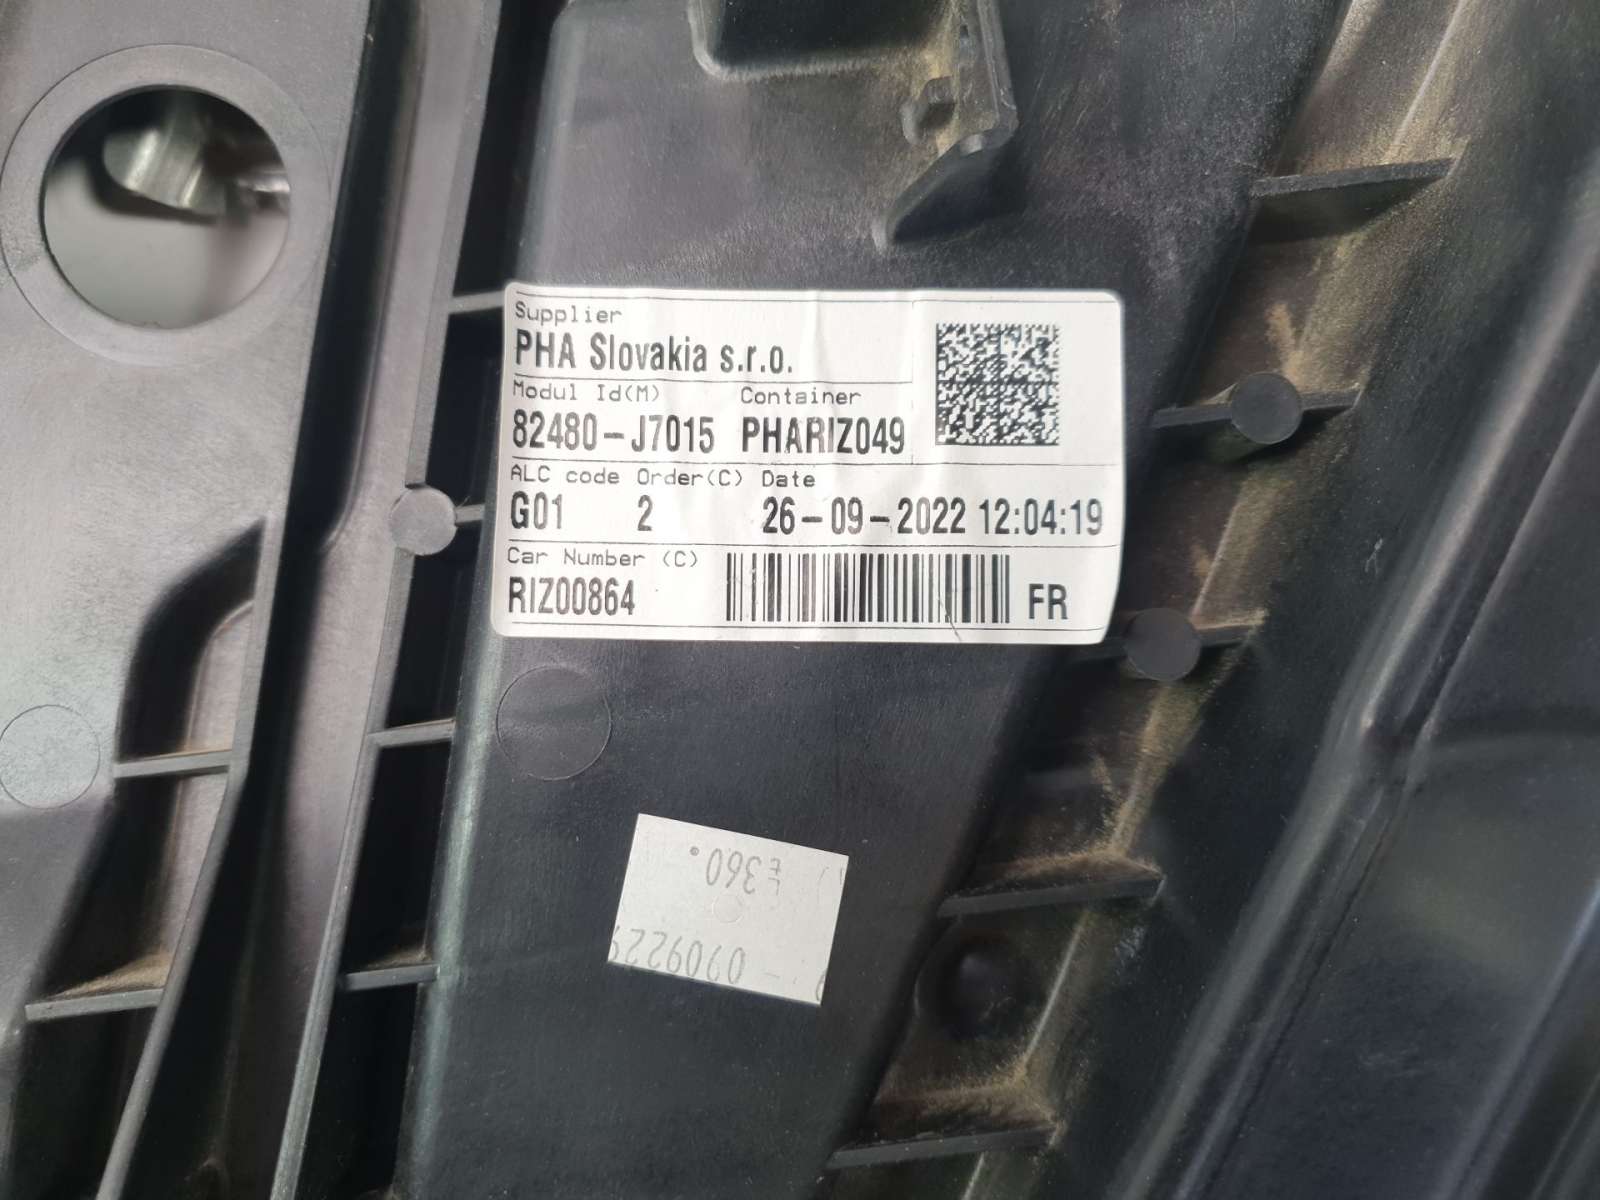 Supplier
PHA Slovakia s.r.o.
Modul Id(M) Container
82480-J7015 PHARIZ049
ALC code Order(C) Date
G01 2 26-09-2022 12:04:19
Car Number (C)
RIZ00864 FR
E360.